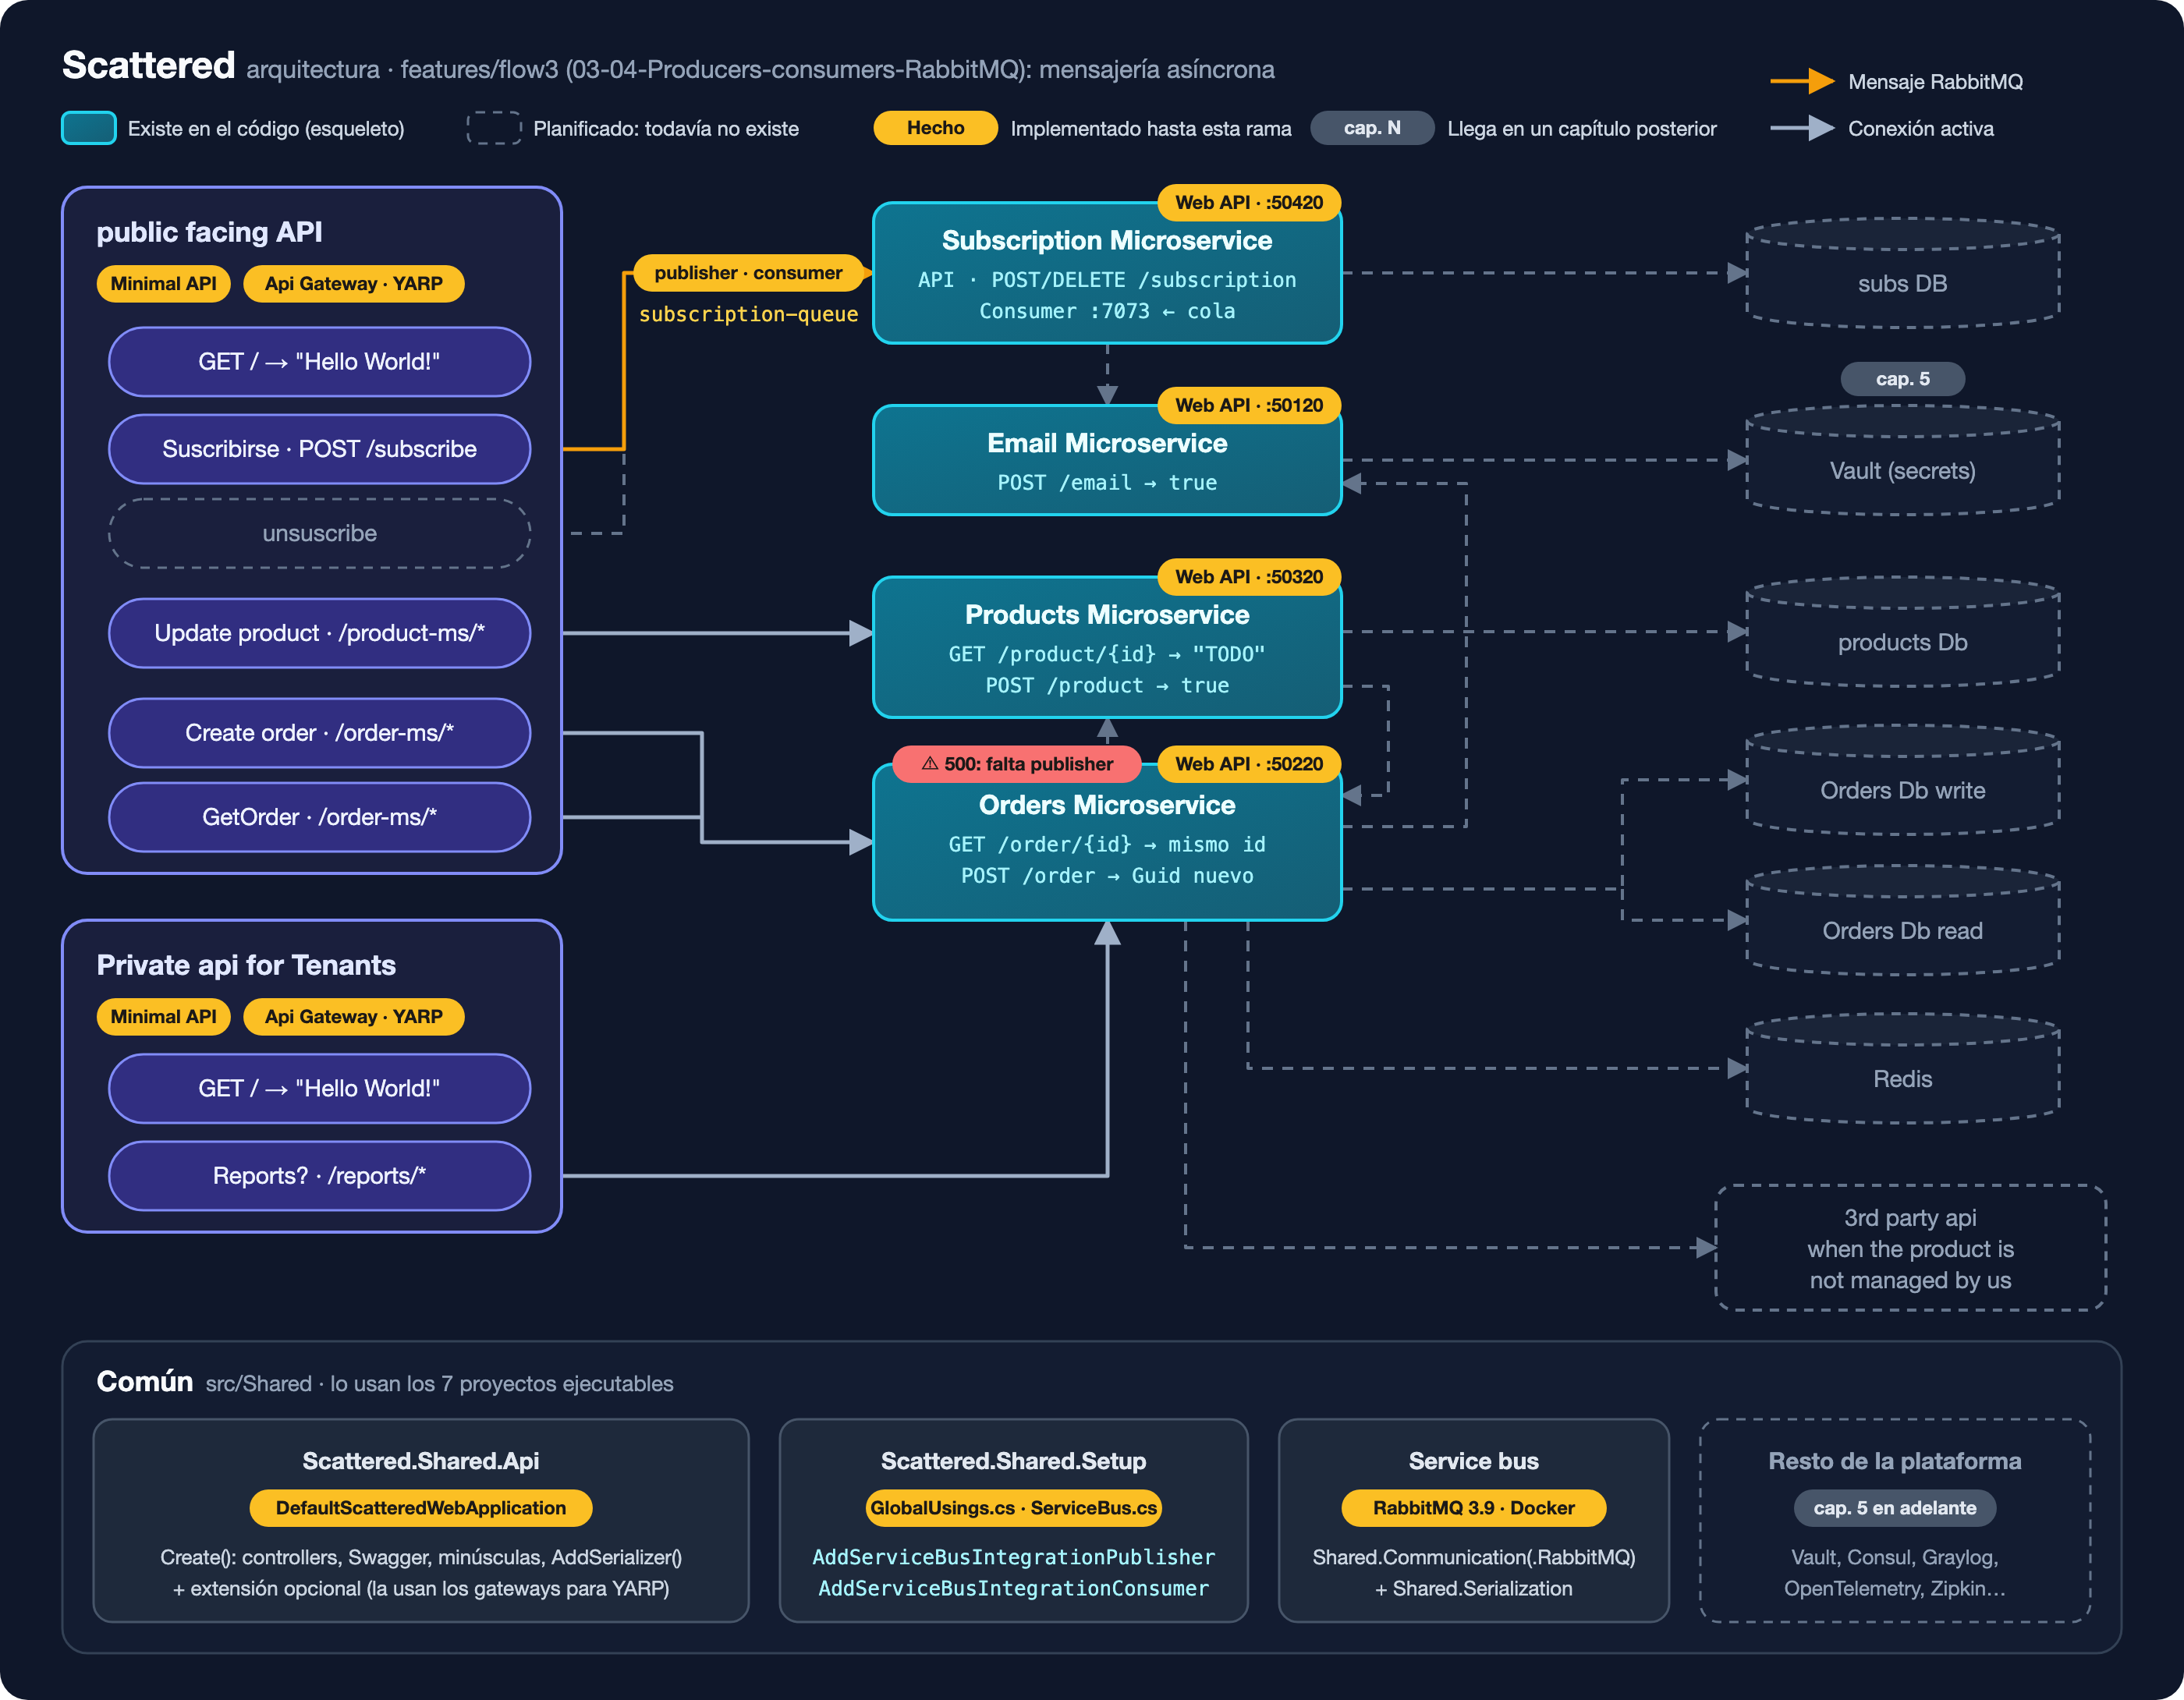 Scattered arquitectura · features/flow3 (03-04-Producers-consumers-RabbitMQ): mensajería asíncrona
Mensaje RabbitMQ
Existe en el código (esqueleto)
Planificado: todavía no existe
Hecho
Implementado hasta esta rama
cap. N
Llega en un capítulo posterior
Conexión activa
public facing API
Minimal API
Api Gateway · YARP
GET / → "Hello World!"
Suscribirse · POST /subscribe
unsuscribe
Update product · /product-ms/*
Create order · /order-ms/*
GetOrder · /order-ms/*
publisher · consumer
subscription-queue
Web API · :50420
Subscription Microservice
API · POST/DELETE /subscription
Consumer :7073 ← cola
Web API · :50120
Email Microservice
POST /email → true
Web API · :50320
Products Microservice
GET /product/{id} → "TODO"
POST /product → true
⚠ 500: falta publisher
Web API · :50220
Orders Microservice
GET /order/{id} → mismo id
POST /order → Guid nuevo
subs DB
cap. 5
Vault (secrets)
products Db
Orders Db write
Orders Db read
Redis
3rd party api
when the product is
not managed by us
Private api for Tenants
Minimal API
Api Gateway · YARP
GET / → "Hello World!"
Reports? · /reports/*
Común src/Shared · lo usan los 7 proyectos ejecutables
Scattered.Shared.Api
DefaultScatteredWebApplication
Create(): controllers, Swagger, minúsculas, AddSerializer()
+ extensión opcional (la usan los gateways para YARP)
Scattered.Shared.Setup
GlobalUsings.cs · ServiceBus.cs
AddServiceBusIntegrationPublisher
AddServiceBusIntegrationConsumer
Service bus
RabbitMQ 3.9 · Docker
Shared.Communication(.RabbitMQ)
+ Shared.Serialization
Resto de la plataforma
cap. 5 en adelante
Vault, Consul, Graylog,
OpenTelemetry, Zipkin…